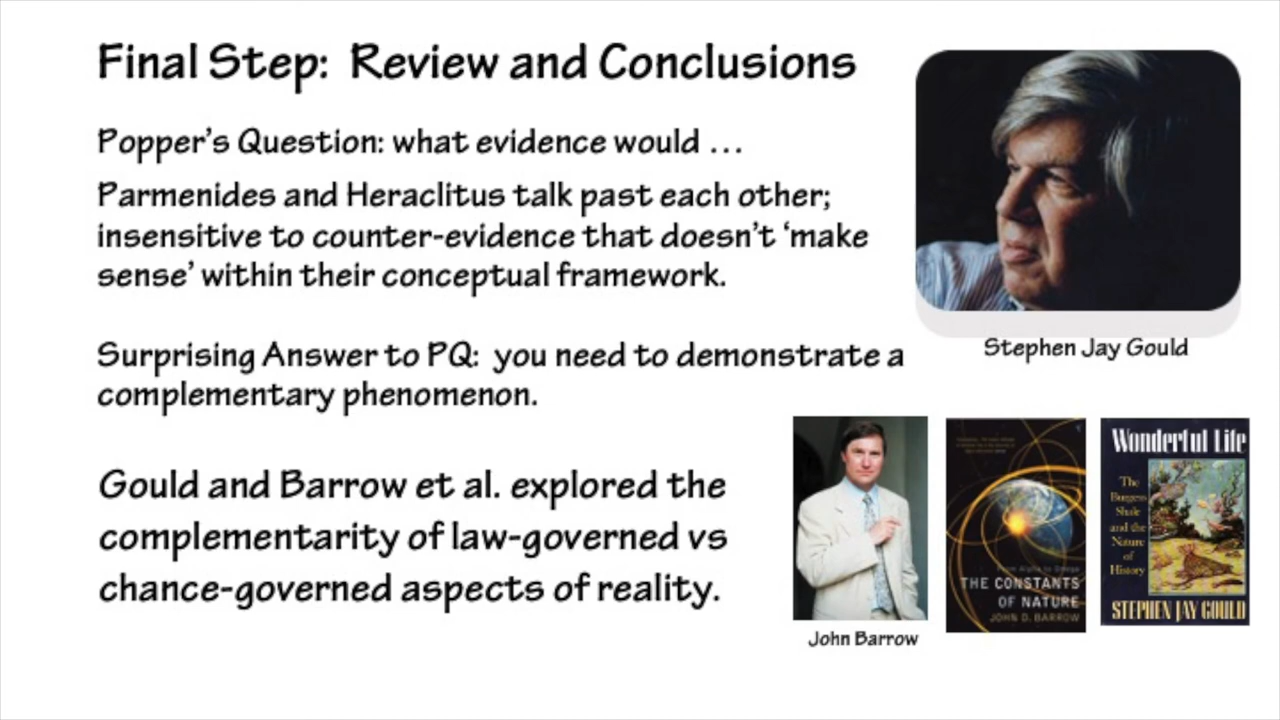 Final Step: Review and Conclusions
Popper's Question: what evidence would …
Parmenides and Heraclitus talk past each other;
insensitive to counter-evidence that doesn't 'make
sense' within their conceptual framework.
Surprising Answer to PQ: you need to demonstrate a
complementary phenomenon.
Gould and Barrow et al. explored the
complementarity of law-governed vs
chance-governed aspects of reality.
Stephen Jay Gould
John Barrow
From Alpha to Omega
THE CONSTANTS
OF NATURE
JOHN D. BARROW
Wonderful Life
The
Burgess
Shale
and the
Nature
of
History
STEPHEN JAY GOULD